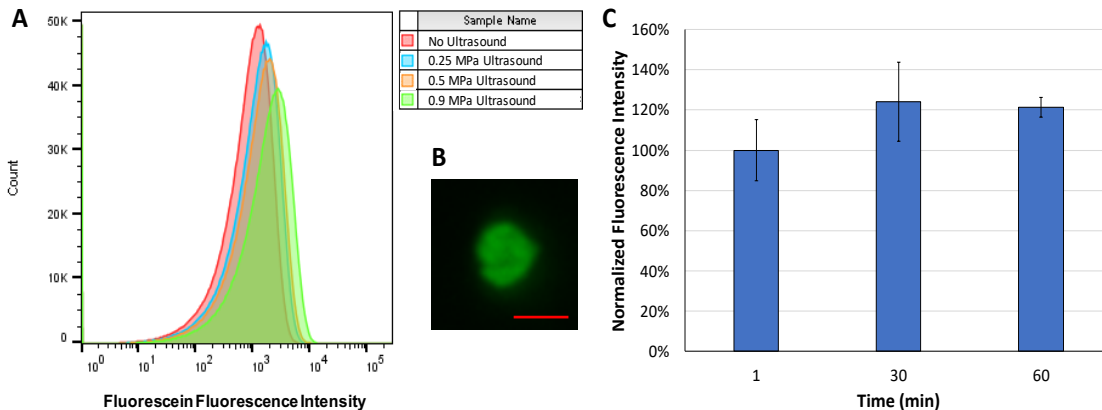 A
50K
40K
30K
20K
10K
0
Count
10^0
10^1
10^2
10^3
10^4
10^5
Fluorescein Fluorescence Intensity
Sample Name
No Ultrasound
0.25 MPa Ultrasound
0.5 MPa Ultrasound
0.9 MPa Ultrasound
B
C
160%
140%
120%
100%
80%
60%
40%
20%
0%
Normalized Fluorescence Intensity
1
30
60
Time (min)